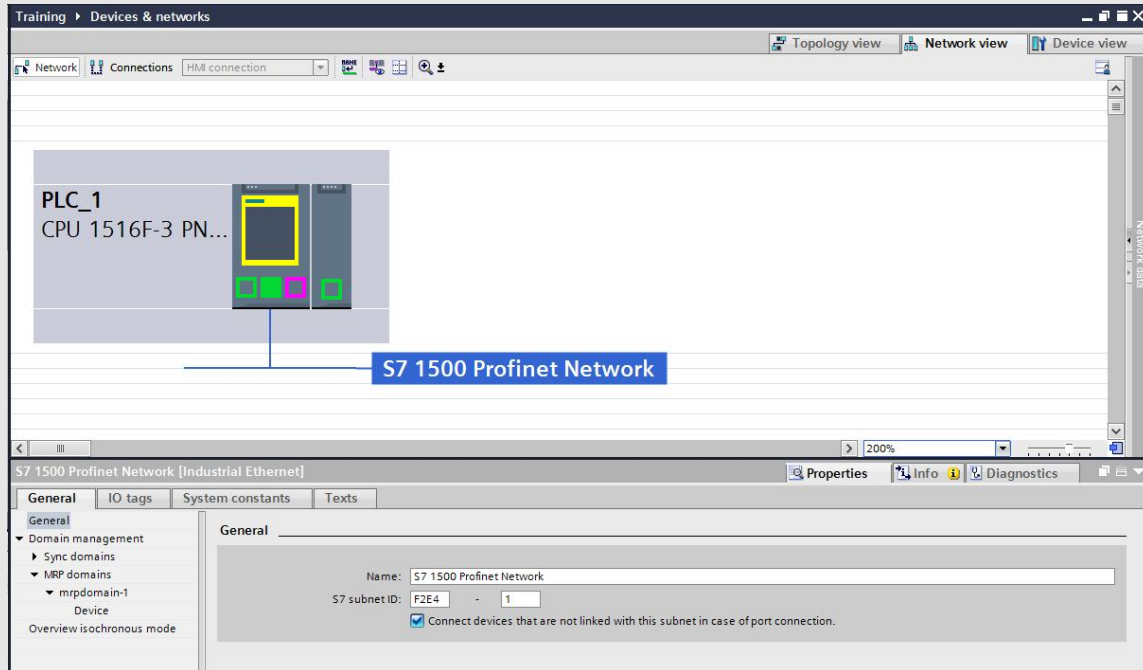 Training ▸ Devices & networks
Topology view Network view Device view
Network Connections HMI connection
Network data
PLC_1
CPU 1516F-3 PN...
S7 1500 Profinet Network
200%
S7 1500 Profinet Network [Industrial Ethernet]
Properties Info Diagnostics
General IO tags System constants Texts
General
Domain management
Sync domains
MRP domains
mrpdomain-1
Device
Overview isochronous mode
General
Name: S7 1500 Profinet Network
S7 subnet ID: F2E4 - 1
Connect devices that are not linked with this subnet in case of port connection.